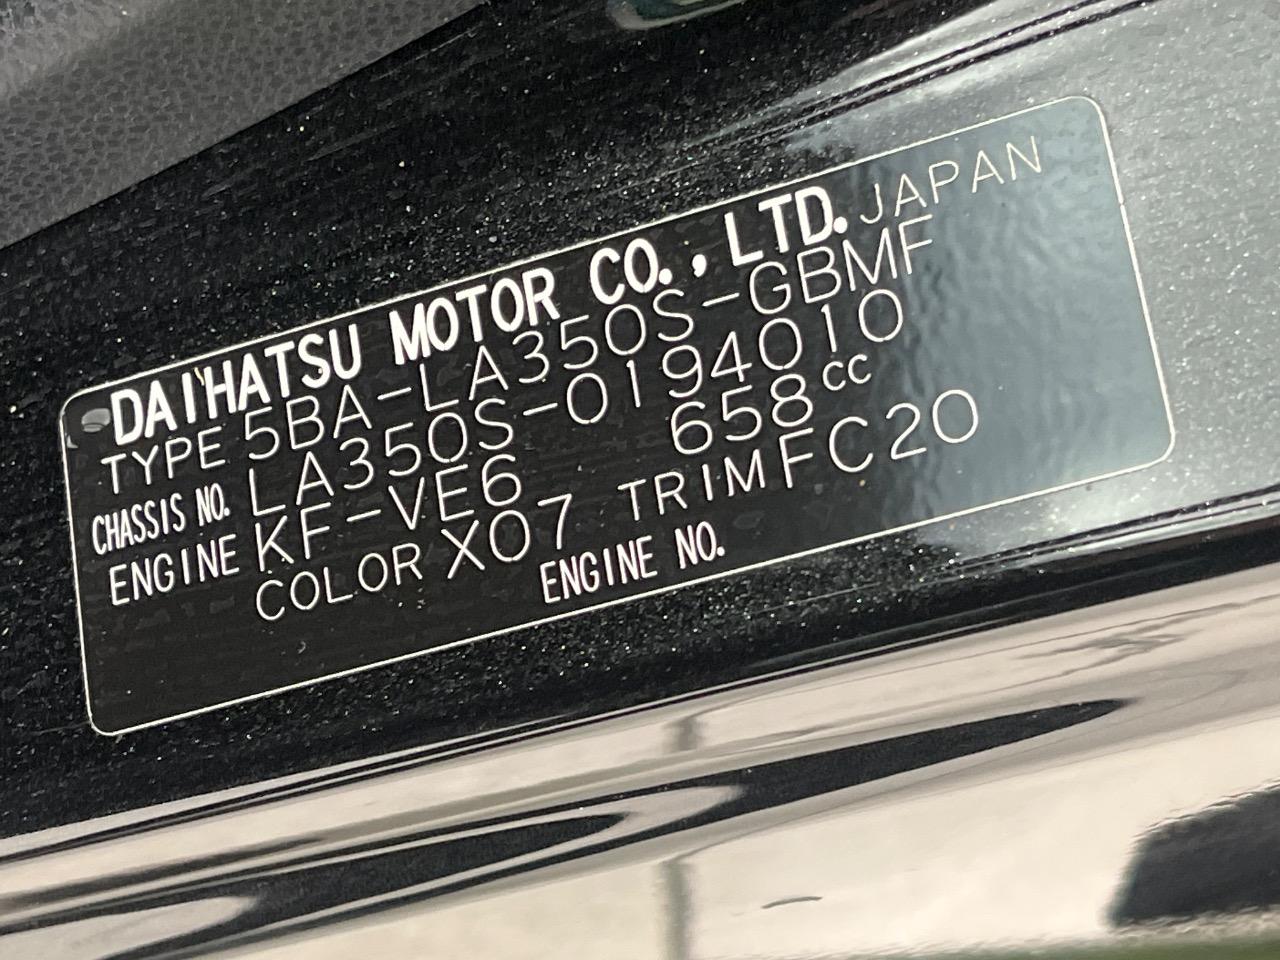 DAIHATSU MOTOR CO., LTD. JAPAN
TYPE 5BA-LA350S-GBMF
CHASSIS NO. LA350S-0194010
ENGINE KF-VE6 658cc
COLOR X07 TRIM FC20
ENGINE NO.